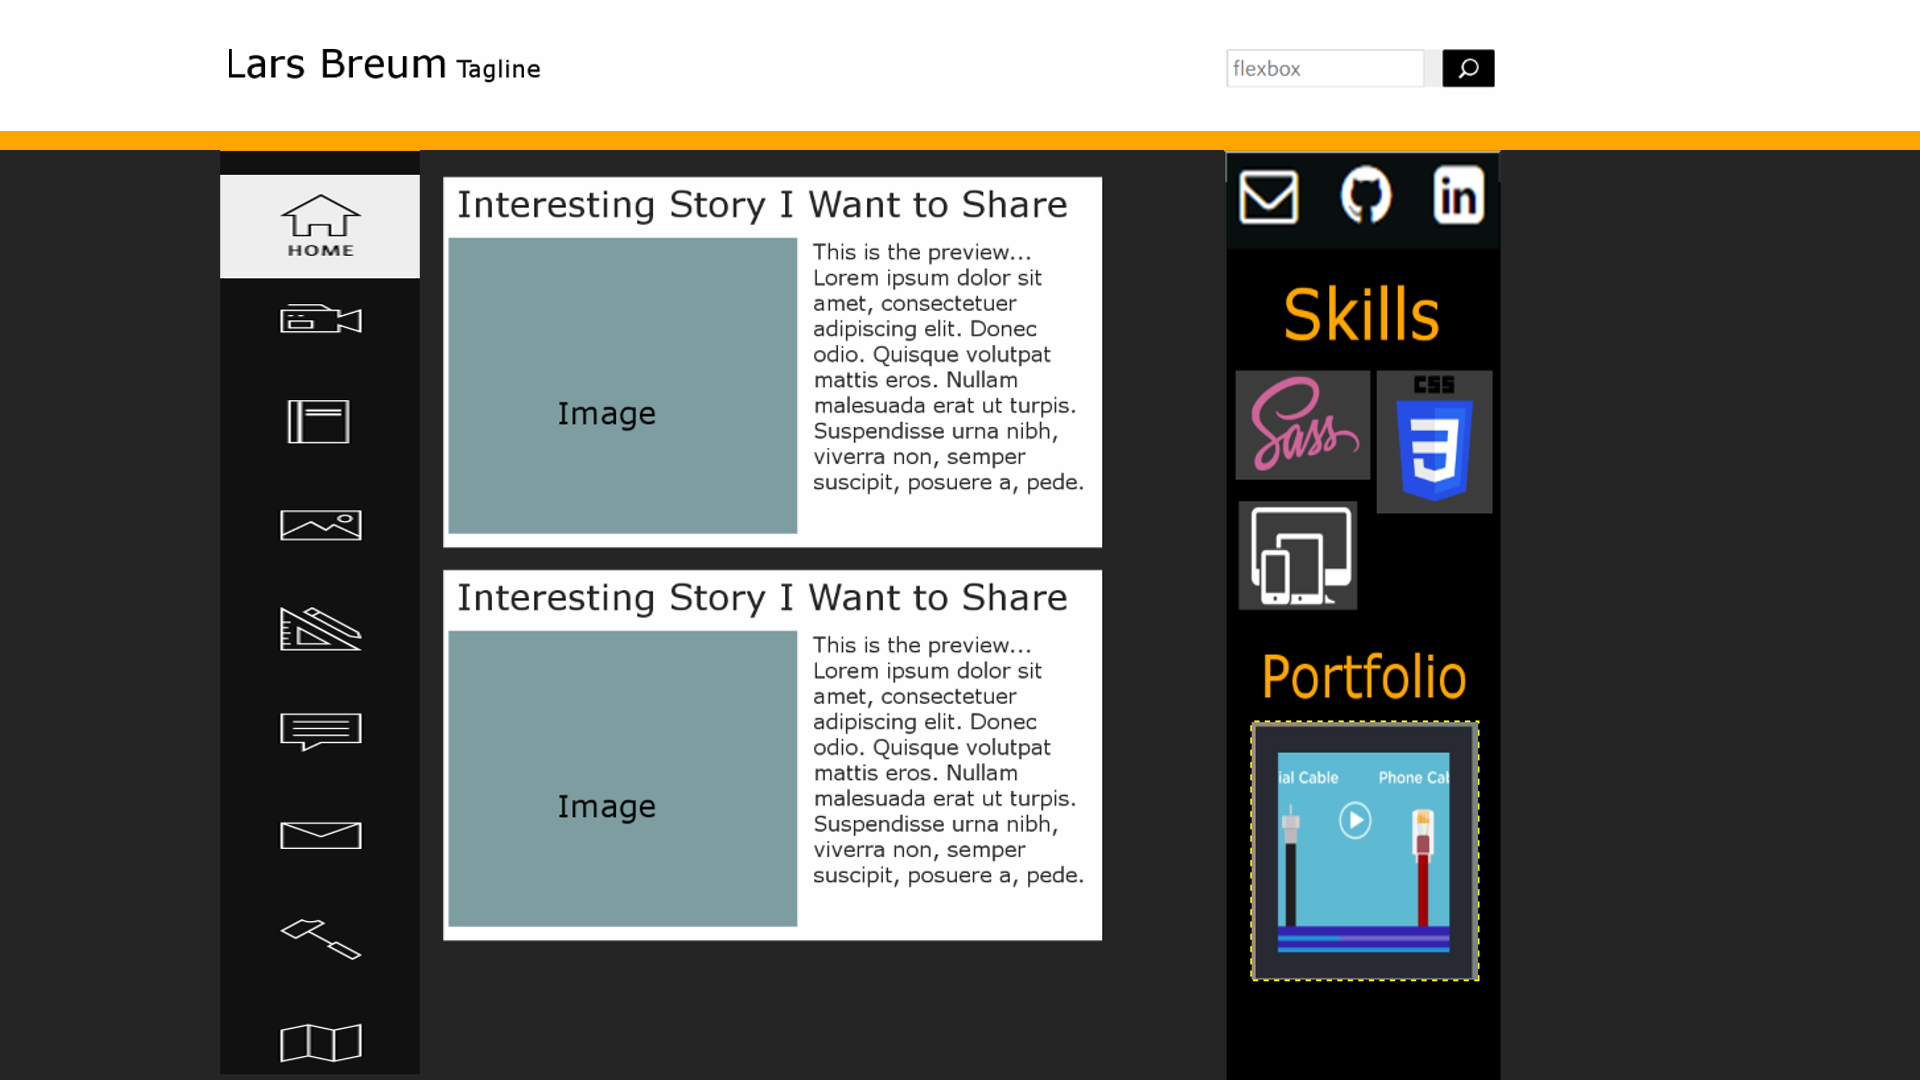 Lars Breum Tagline
flexbox
HOME
Interesting Story I Want to Share
Image
This is the preview...
Lorem ipsum dolor sit
amet, consectetuer
adipiscing elit. Donec
odio. Quisque volutpat
mattis eros. Nullam
malesuada erat ut turpis.
Suspendisse urna nibh,
viverra non, semper
suscipit, posuere a, pede.
Interesting Story I Want to Share
Image
This is the preview...
Lorem ipsum dolor sit
amet, consectetuer
adipiscing elit. Donec
odio. Quisque volutpat
mattis eros. Nullam
malesuada erat ut turpis.
Suspendisse urna nibh,
viverra non, semper
suscipit, posuere a, pede.
in
Skills
Sass
CSS
3
Portfolio
ial Cable
Phone Cab